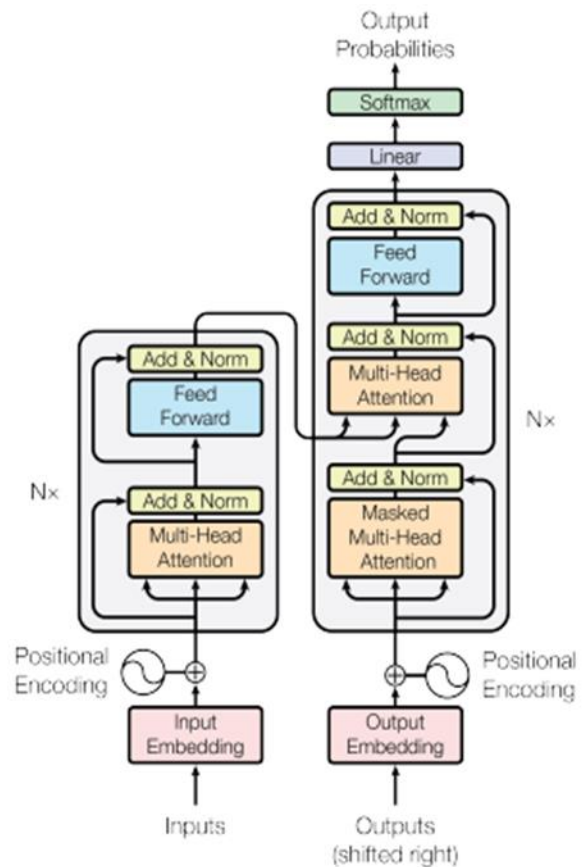 Output
Probabilities
Softmax
Linear
Add & Norm
Feed
Forward
Add & Norm
Multi-Head
Attention
Add & Norm
Masked
Multi-Head
Attention
Nx
Add & Norm
Feed
Forward
Add & Norm
Multi-Head
Attention
Nx
Positional
Encoding
Positional
Encoding
Input
Embedding
Output
Embedding
Inputs
Outputs
(shifted right)